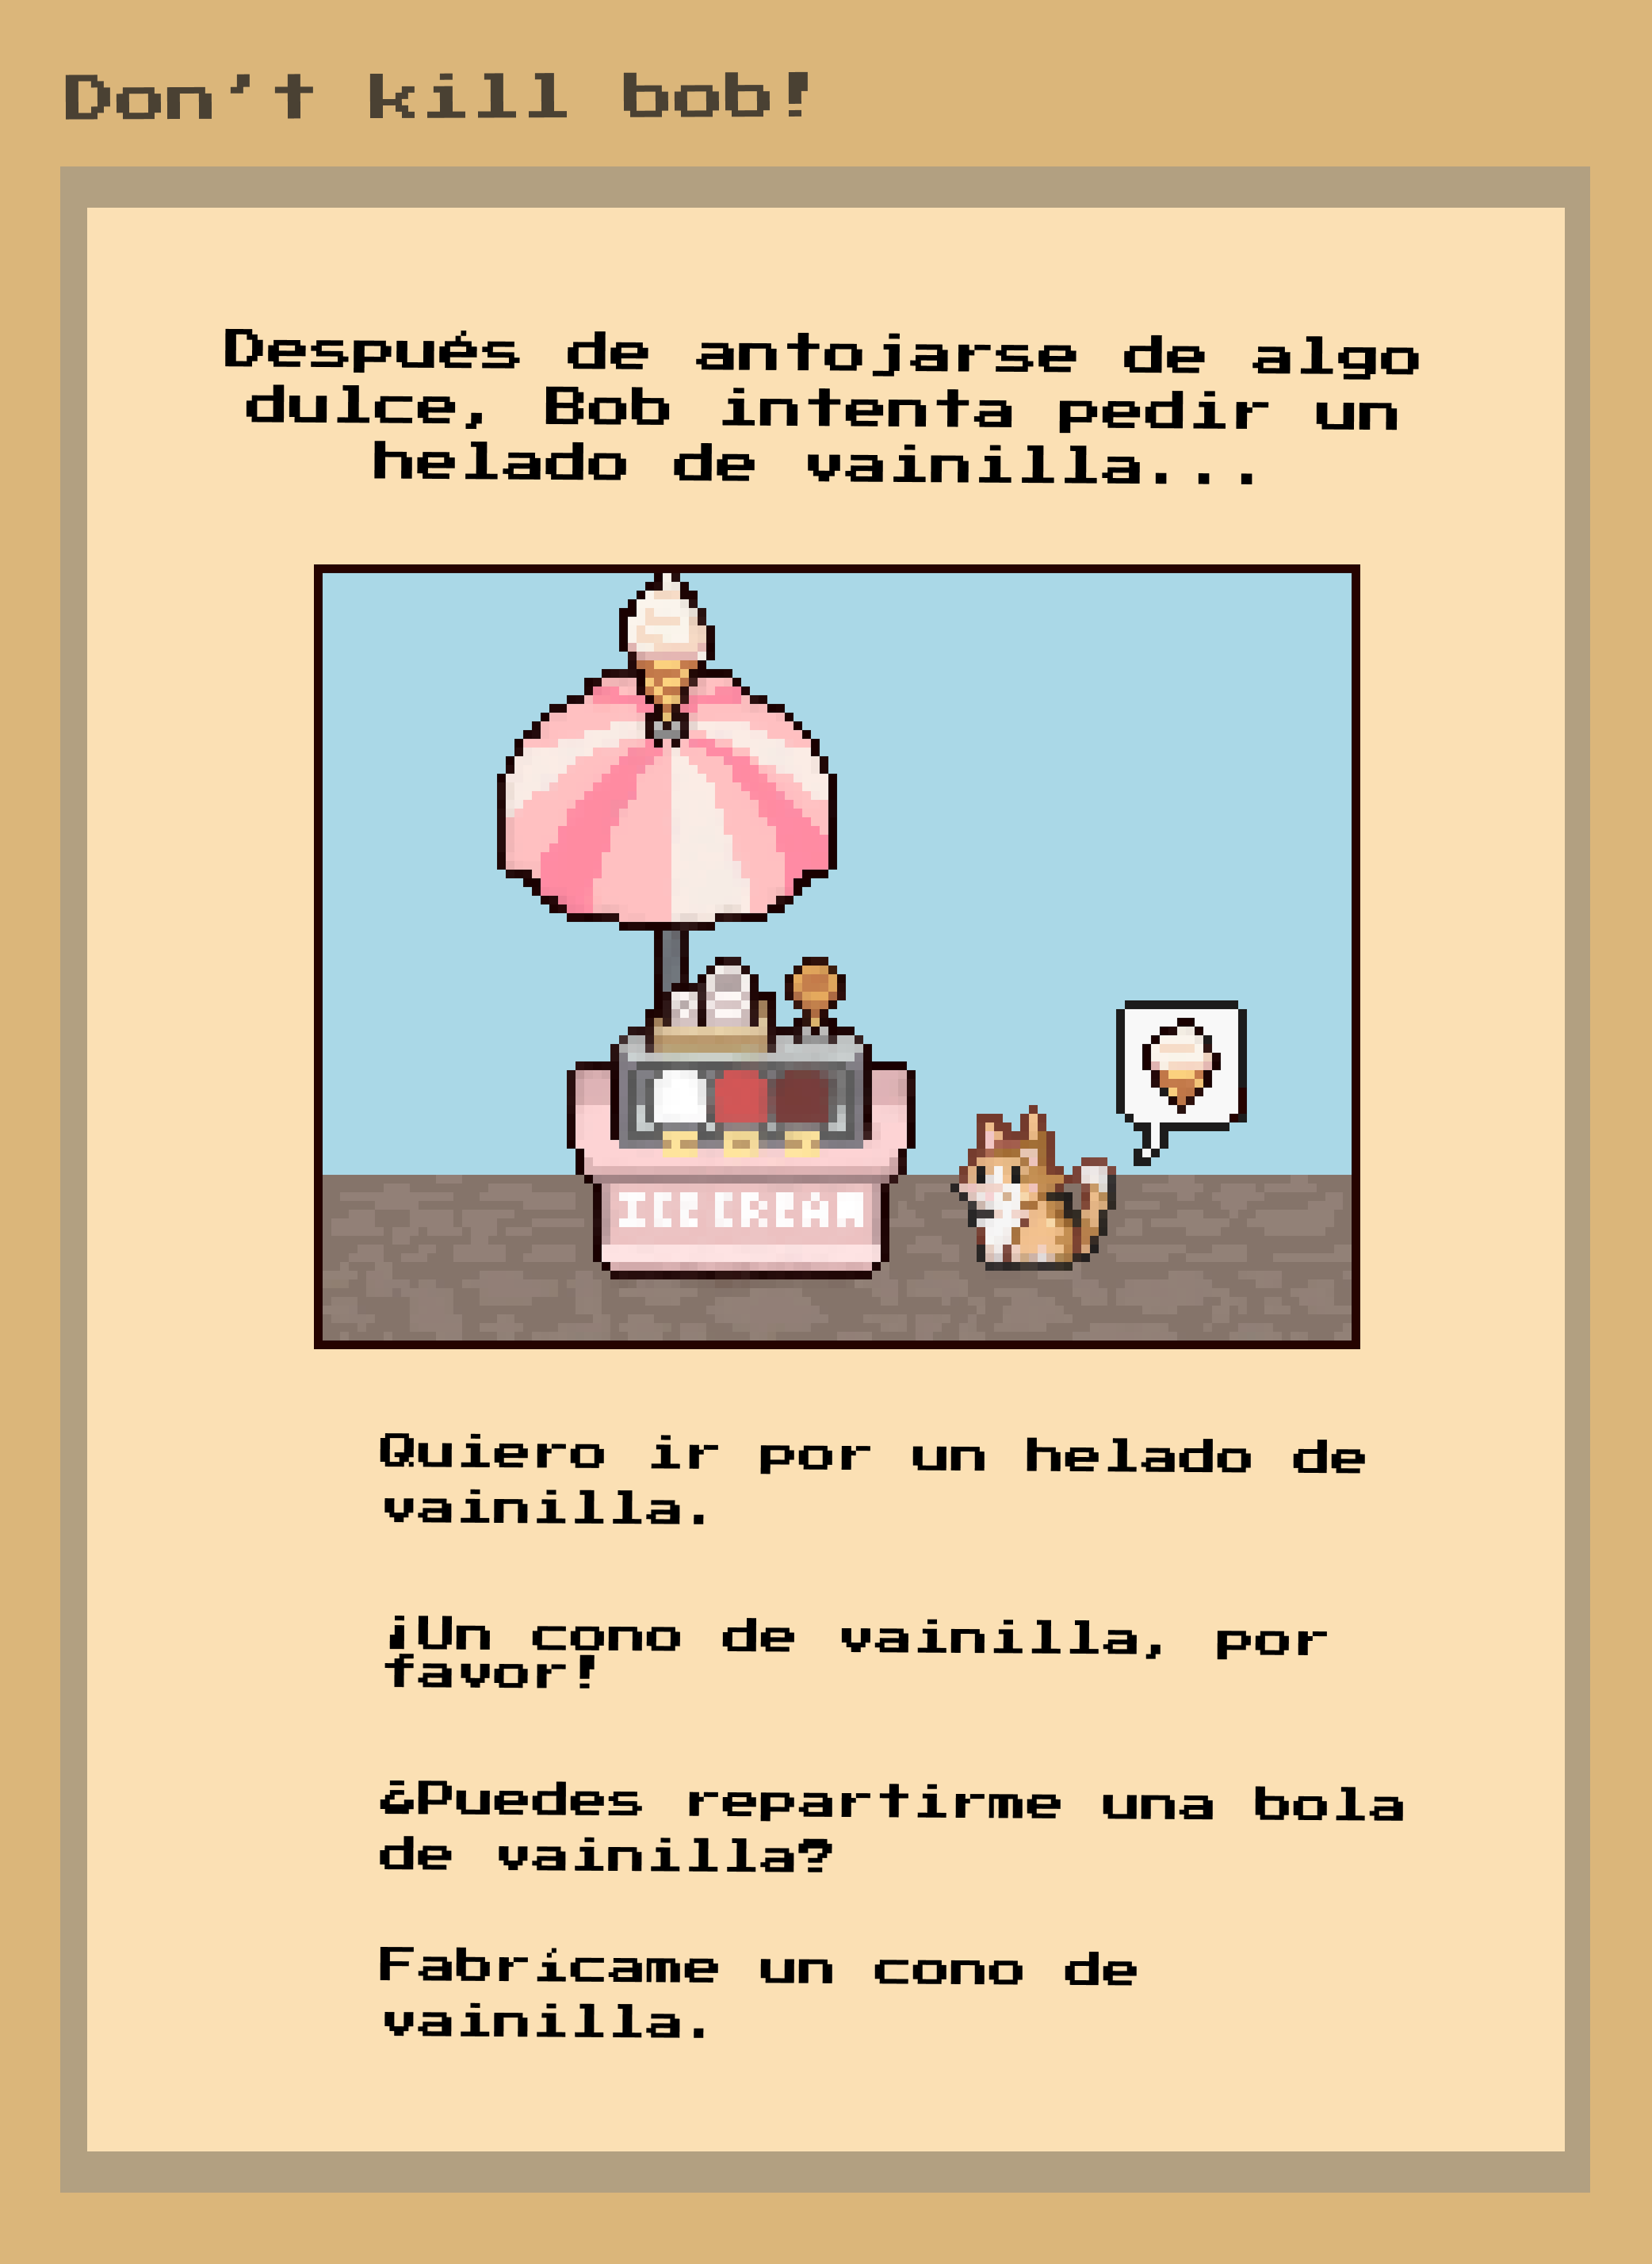 Don't kill bob!
Después de antojarse de algo
dulce, Bob intenta pedir un
helado de vainilla...
ICE CREAM
Quiero ir por un helado de
vainilla.
¡Un cono de vainilla, por
favor!
¿Puedes repartirme una bola
de vainilla?
Fabrícame un cono de
vainilla.